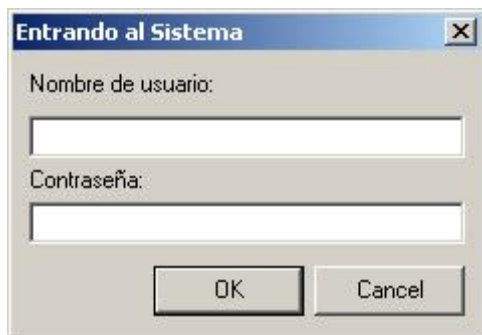 Entrando al Sistema
Nombre de usuario:
Contraseña:
OK Cancel